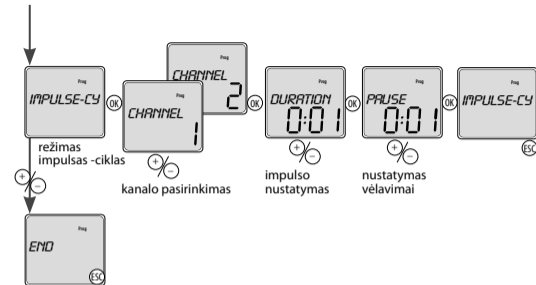 Prog
IMPULSE-CY
OK
Prog
CHANNEL
2
Prog
CHANNEL
1
OK
Prog
DURATION
0:01
OK
Prog
PAUSE
0:01
OK
Prog
IMPULSE-CY
ESC
režimas
impulsas -ciklas
+/−
+/−
kanalo pasirinkimas
+/−
impulso
nustatymas
+/−
nustatymas
vėlavimai
Prog
END
ESC